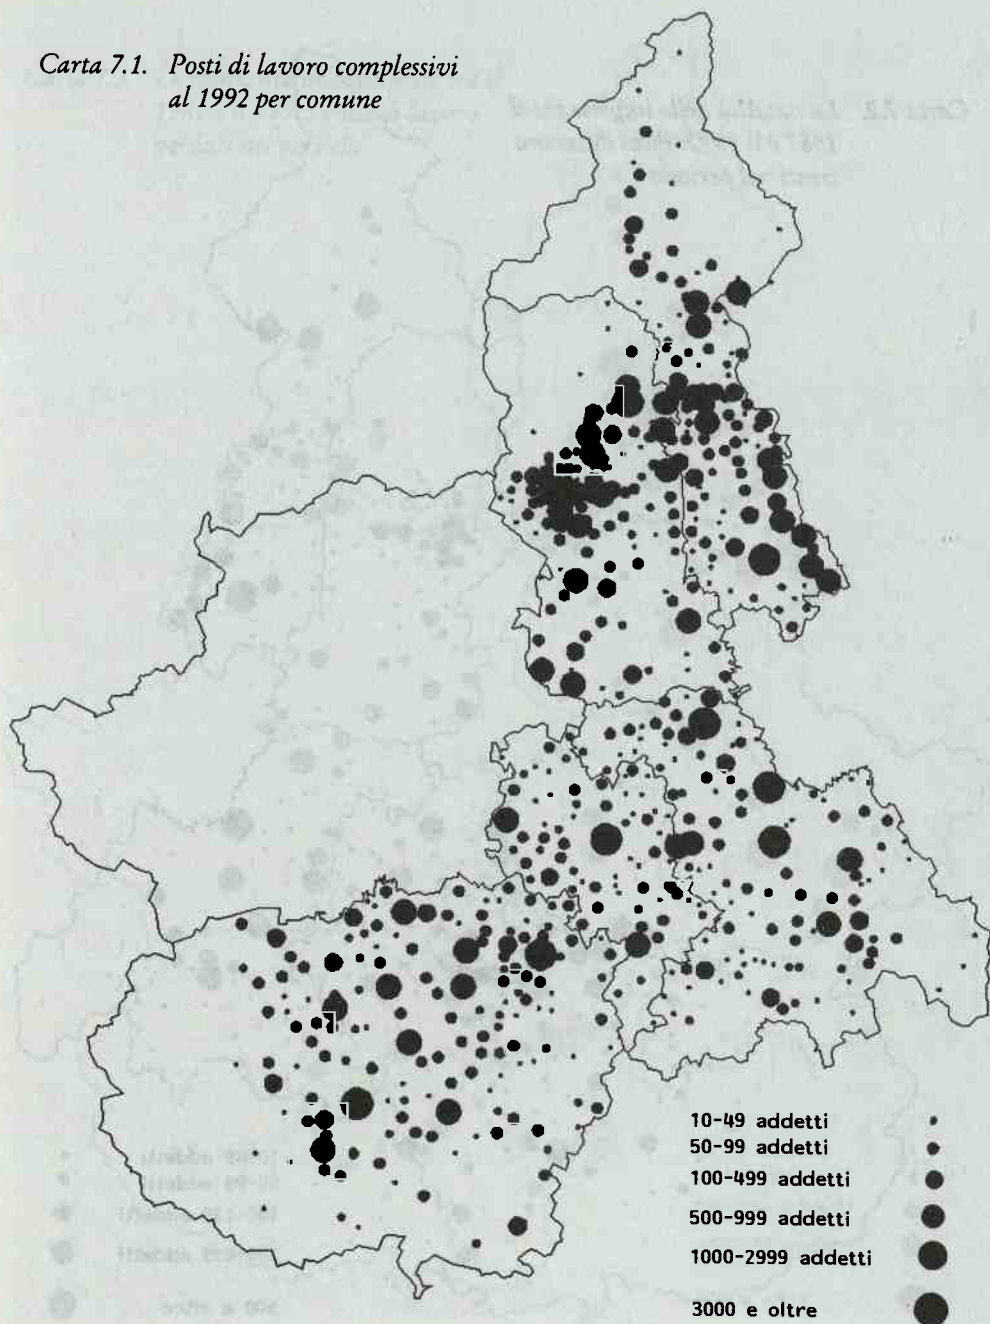 Carta 7.1. Posti di lavoro complessivi
al 1992 per comune
10-49 addetti
50-99 addetti
100-499 addetti
500-999 addetti
1000-2999 addetti
3000 e oltre